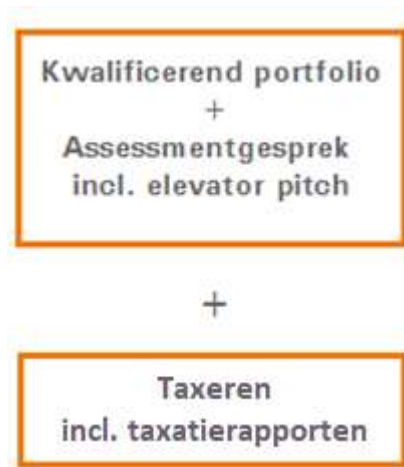 Kwalificerend portfolio
+
Assessmentgesprek
incl. elevator pitch
+
Taxeren
incl. taxatierapporten